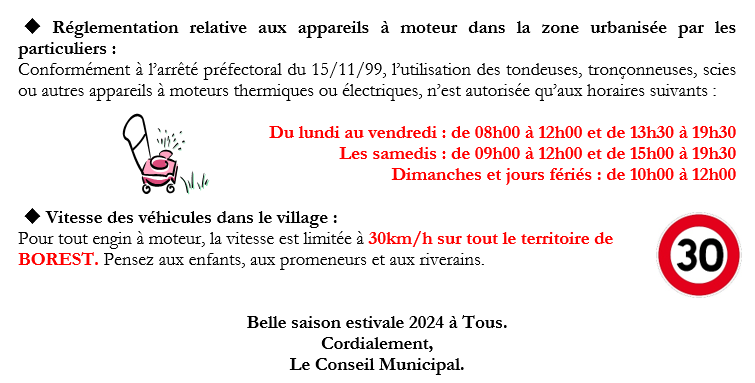 ◆ Réglementation relative aux appareils à moteur dans la zone urbanisée par les
particuliers :
Conformément à l'arrêté préfectoral du 15/11/99, l'utilisation des tondeuses, tronçonneuses, scies
ou autres appareils à moteurs thermiques ou électriques, n'est autorisée qu'aux horaires suivants :
Du lundi au vendredi : de 08h00 à 12h00 et de 13h30 à 19h30
Les samedis : de 09h00 à 12h00 et de 15h00 à 19h30
Dimanches et jours fériés : de 10h00 à 12h00
◆ Vitesse des véhicules dans le village :
Pour tout engin à moteur, la vitesse est limitée à 30km/h sur tout le territoire de
BOREST. Pensez aux enfants, aux promeneurs et aux riverains.
30
Belle saison estivale 2024 à Tous.
Cordialement,
Le Conseil Municipal.